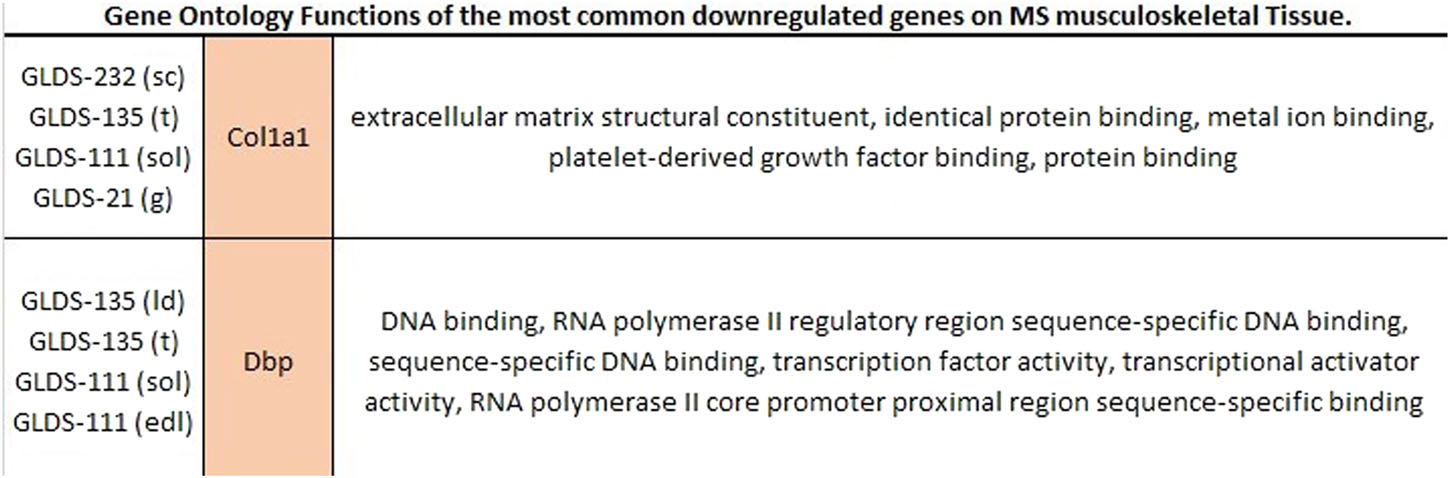 Gene Ontology Functions of the most common downregulated genes on MS musculoskeletal Tissue.
GLDS-232 (sc)
GLDS-135 (t)
GLDS-111 (sol)
GLDS-21 (g)
Col1a1
extracellular matrix structural constituent, identical protein binding, metal ion binding,
platelet-derived growth factor binding, protein binding
GLDS-135 (ld)
GLDS-135 (t)
GLDS-111 (sol)
GLDS-111 (edl)
Dbp
DNA binding, RNA polymerase II regulatory region sequence-specific DNA binding,
sequence-specific DNA binding, transcription factor activity, transcriptional activator
activity, RNA polymerase II core promoter proximal region sequence-specific binding